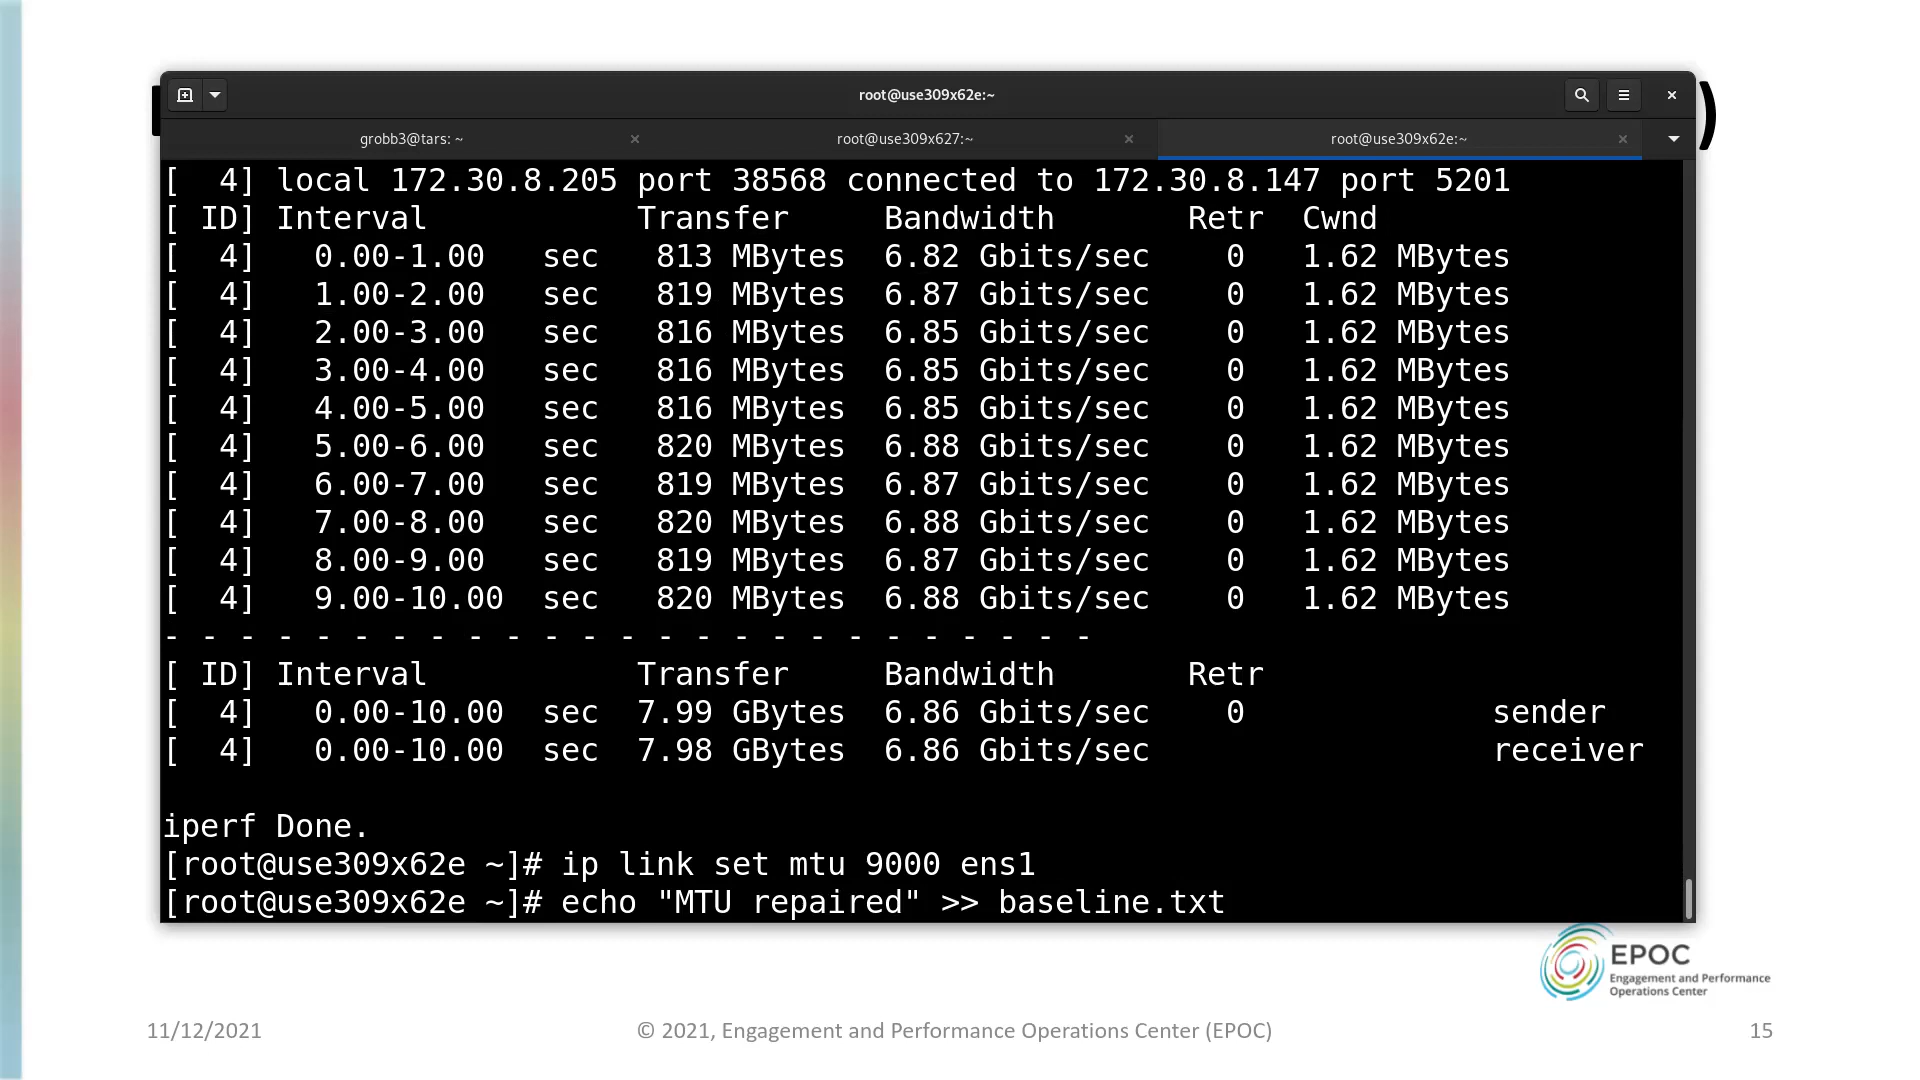 root@use309x62e:~
grobb3@tars: ~
root@use309x627:~
root@use309x62e:~
[  4] local 172.30.8.205 port 38568 connected to 172.30.8.147 port 5201
[ ID] Interval           Transfer     Bandwidth       Retr  Cwnd
[  4]   0.00-1.00   sec   813 MBytes  6.82 Gbits/sec    0   1.62 MBytes
[  4]   1.00-2.00   sec   819 MBytes  6.87 Gbits/sec    0   1.62 MBytes
[  4]   2.00-3.00   sec   816 MBytes  6.85 Gbits/sec    0   1.62 MBytes
[  4]   3.00-4.00   sec   816 MBytes  6.85 Gbits/sec    0   1.62 MBytes
[  4]   4.00-5.00   sec   816 MBytes  6.85 Gbits/sec    0   1.62 MBytes
[  4]   5.00-6.00   sec   820 MBytes  6.88 Gbits/sec    0   1.62 MBytes
[  4]   6.00-7.00   sec   819 MBytes  6.87 Gbits/sec    0   1.62 MBytes
[  4]   7.00-8.00   sec   820 MBytes  6.88 Gbits/sec    0   1.62 MBytes
[  4]   8.00-9.00   sec   819 MBytes  6.87 Gbits/sec    0   1.62 MBytes
[  4]   9.00-10.00  sec   820 MBytes  6.88 Gbits/sec    0   1.62 MBytes
- - - - - - - - - - - - - - - - - - - - - - - - -
[ ID] Interval           Transfer     Bandwidth       Retr
[  4]   0.00-10.00  sec  7.99 GBytes  6.86 Gbits/sec    0             sender
[  4]   0.00-10.00  sec  7.98 GBytes  6.86 Gbits/sec                  receiver
iperf Done.
[root@use309x62e ~]# ip link set mtu 9000 ens1
[root@use309x62e ~]# echo "MTU repaired" >> baseline.txt
)
EPOC
Engagement and Performance
Operations Center
11/12/2021
© 2021, Engagement and Performance Operations Center (EPOC)
15